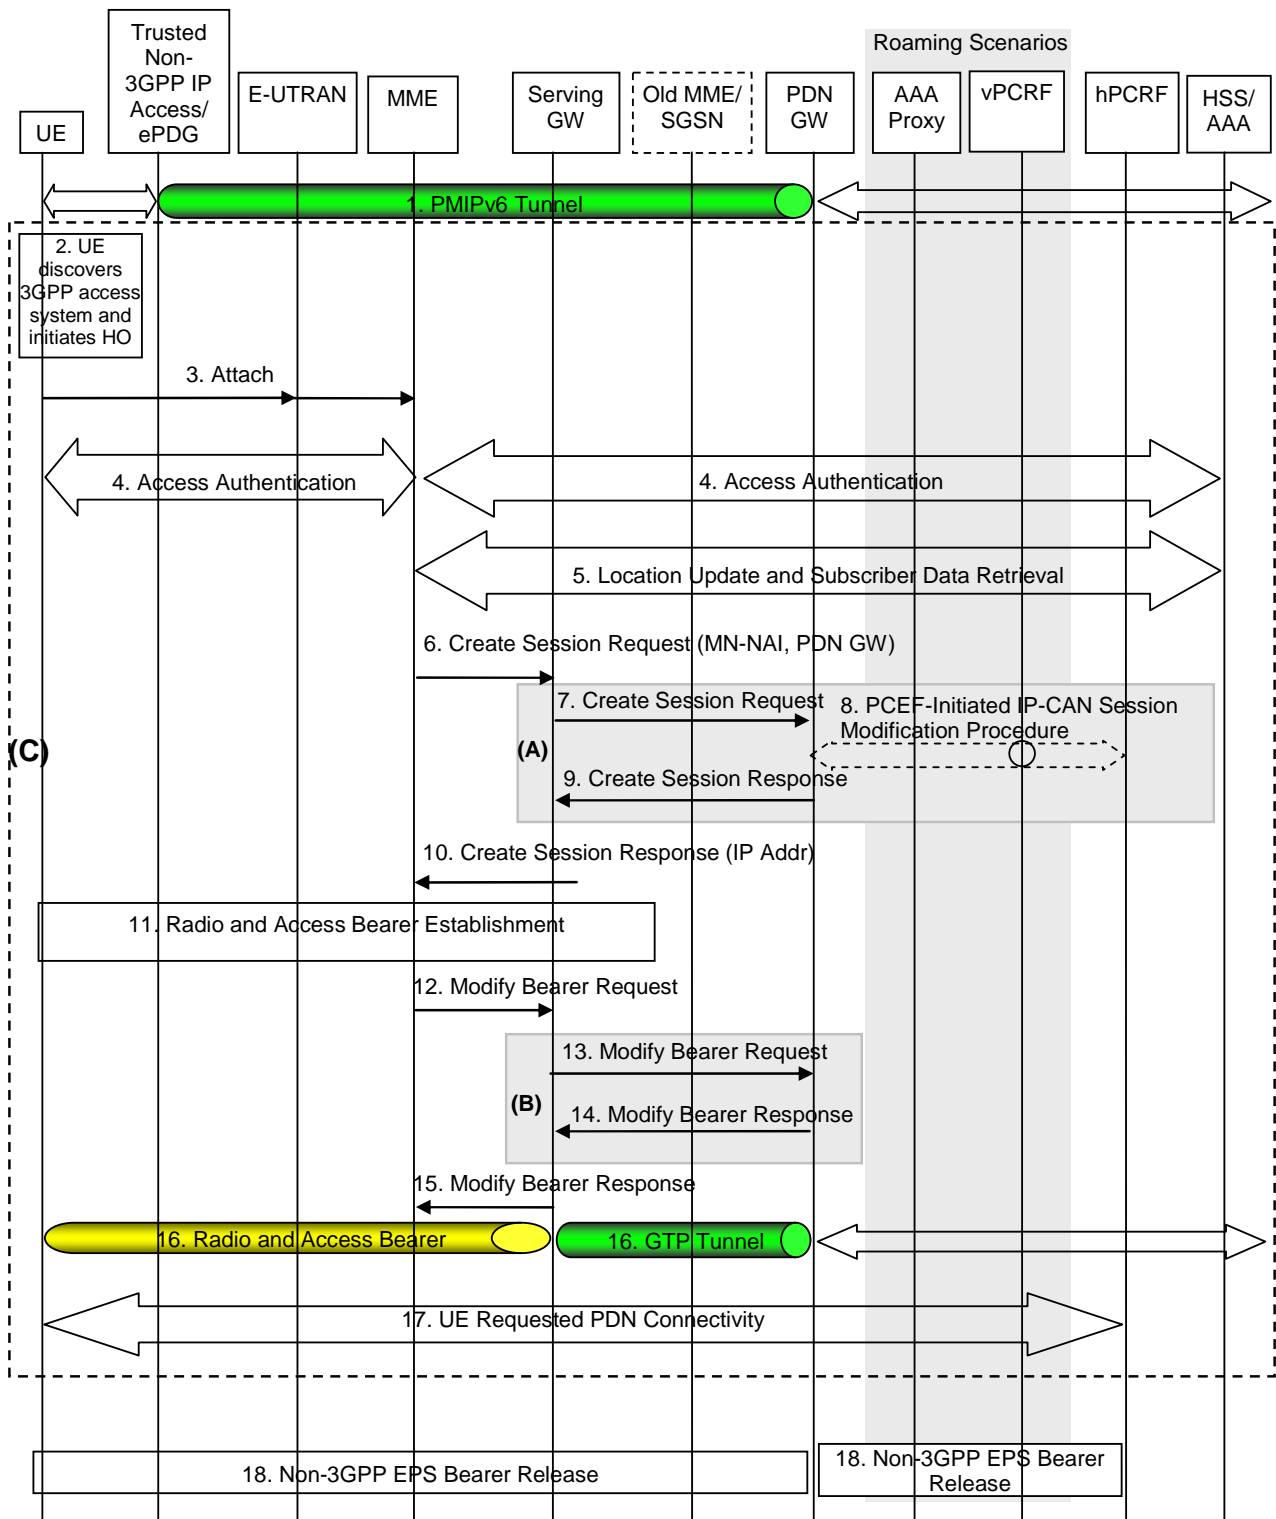 Roaming Scenarios
UE
Trusted
Non-
3GPP IP
Access/
ePDG
E-UTRAN
MME
Serving
GW
Old MME/
SGSN
PDN
GW
AAA
Proxy
vPCRF
hPCRF
HSS/
AAA
1. PMIPv6 Tunnel
2. UE
discovers
3GPP access
system and
initiates HO
3. Attach
4. Access Authentication
4. Access Authentication
5. Location Update and Subscriber Data Retrieval
6. Create Session Request (MN-NAI, PDN GW)
7. Create Session Request
8. PCEF-Initiated IP-CAN Session
Modification Procedure
(C)
(A)
9. Create Session Response
10. Create Session Response (IP Addr)
11. Radio and Access Bearer Establishment
12. Modify Bearer Request
13. Modify Bearer Request
(B)
14. Modify Bearer Response
15. Modify Bearer Response
16. Radio and Access Bearer
16. GTP Tunnel
17. UE Requested PDN Connectivity
18. Non-3GPP EPS Bearer Release
18. Non-3GPP EPS Bearer
Release